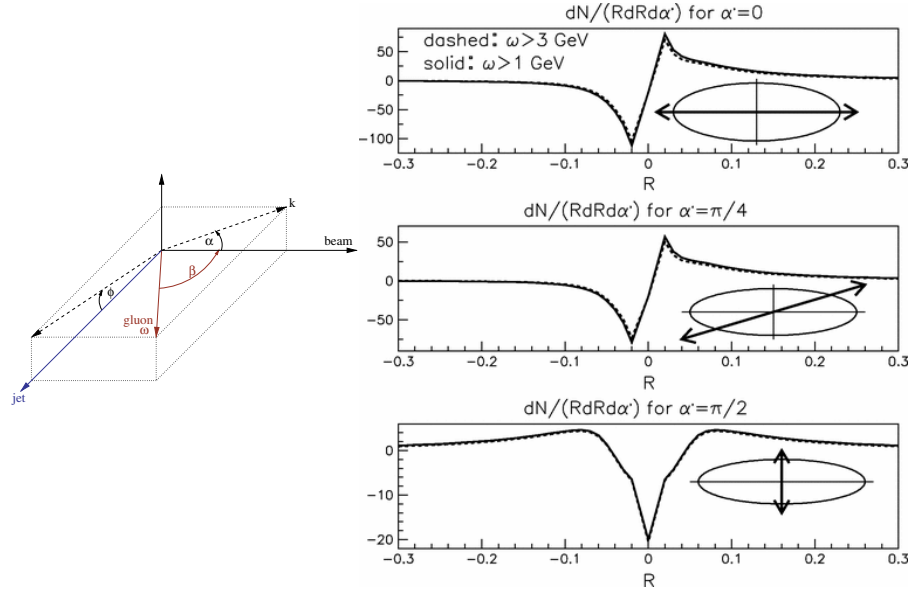 k
α
beam
β
ϕ
gluon
ω
jet
dN/(RdRdα*) for α*=0
dashed: ω>3 GeV
solid: ω>1 GeV
50
0
-50
-100
-0.3 -0.2 -0.1 0 0.1 0.2 0.3
R
dN/(RdRdα*) for α*=π/4
50
0
-50
-0.3 -0.2 -0.1 0 0.1 0.2 0.3
R
dN/(RdRdα*) for α*=π/2
0
-10
-20
-0.3 -0.2 -0.1 0 0.1 0.2 0.3
R